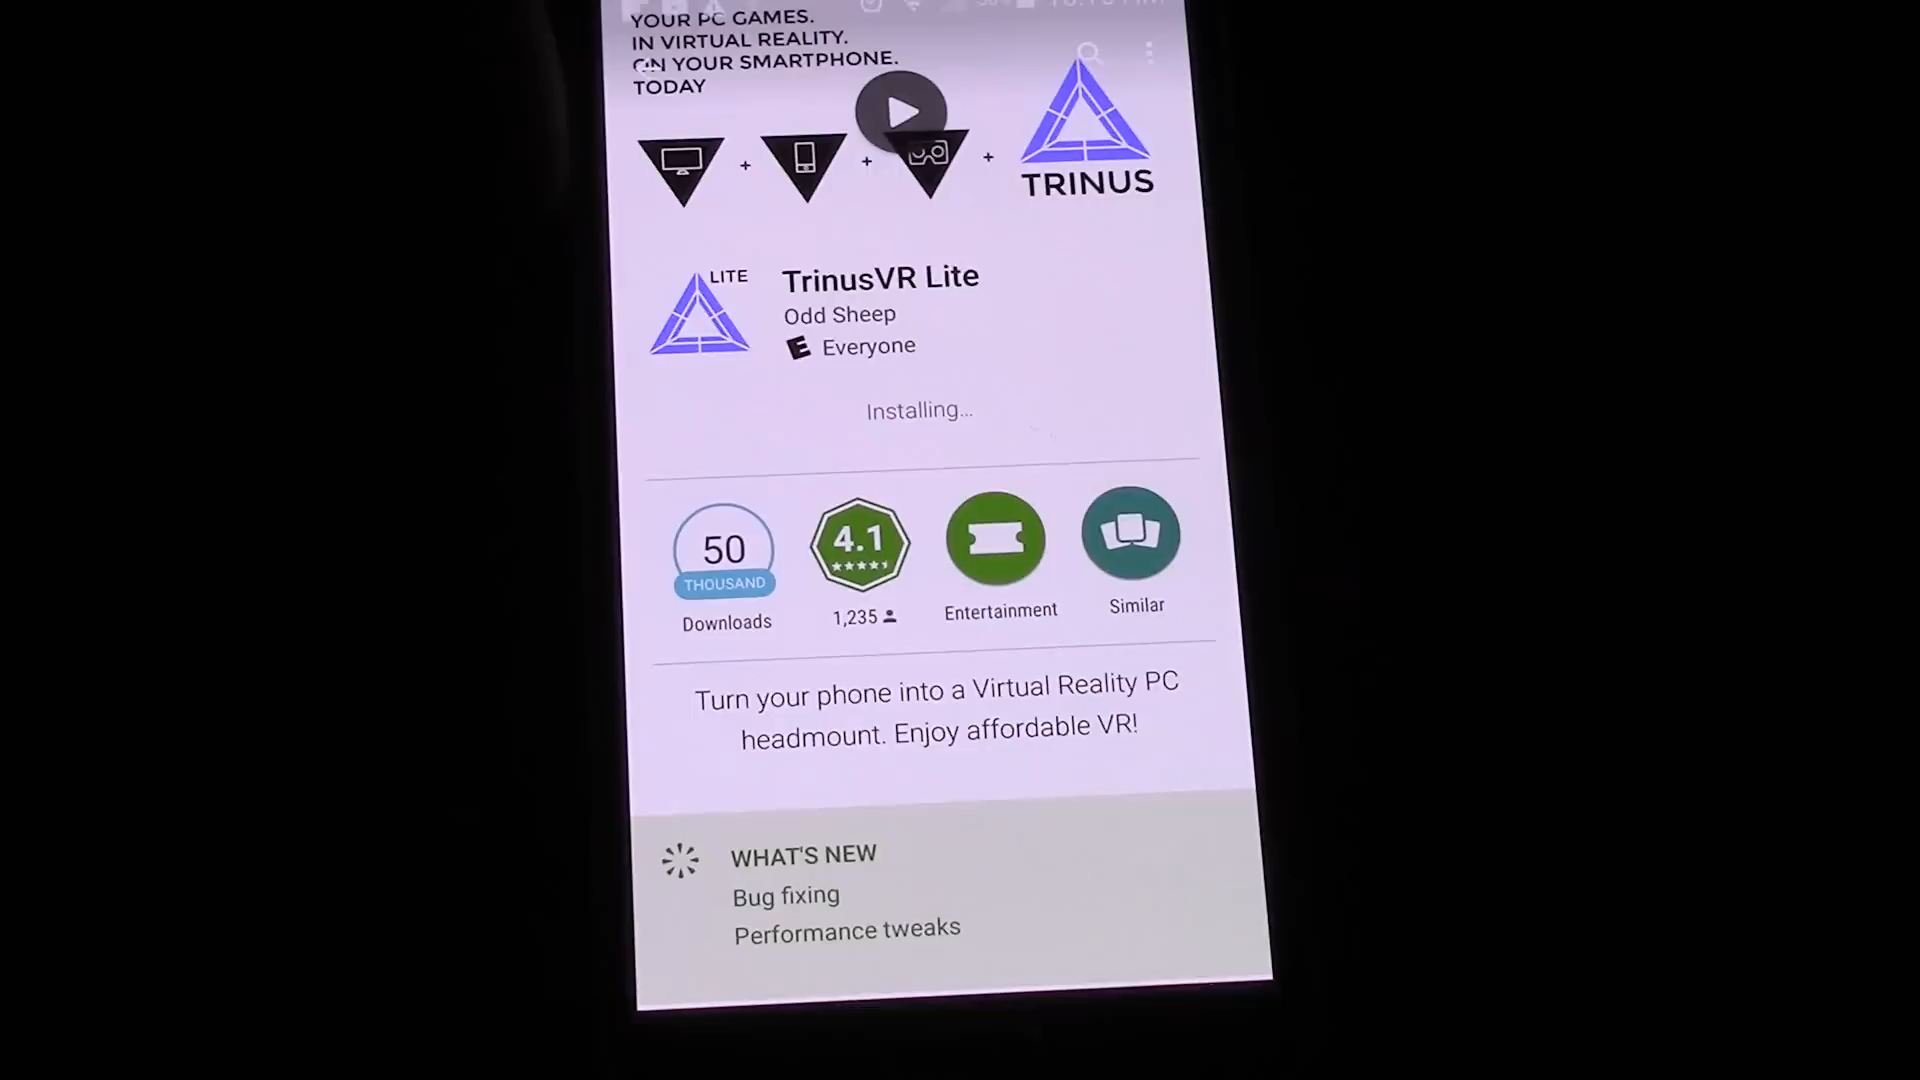 YOUR PC GAMES.
IN VIRTUAL REALITY.
ON YOUR SMARTPHONE.
TODAY
+ + +
TRINUS
LITE
TrinusVR Lite
Odd Sheep
E Everyone
Installing...
50
THOUSAND
Downloads
4.1
1,235
Entertainment
Similar
Turn your phone into a Virtual Reality PC
headmount. Enjoy affordable VR!
WHAT'S NEW
Bug fixing
Performance tweaks